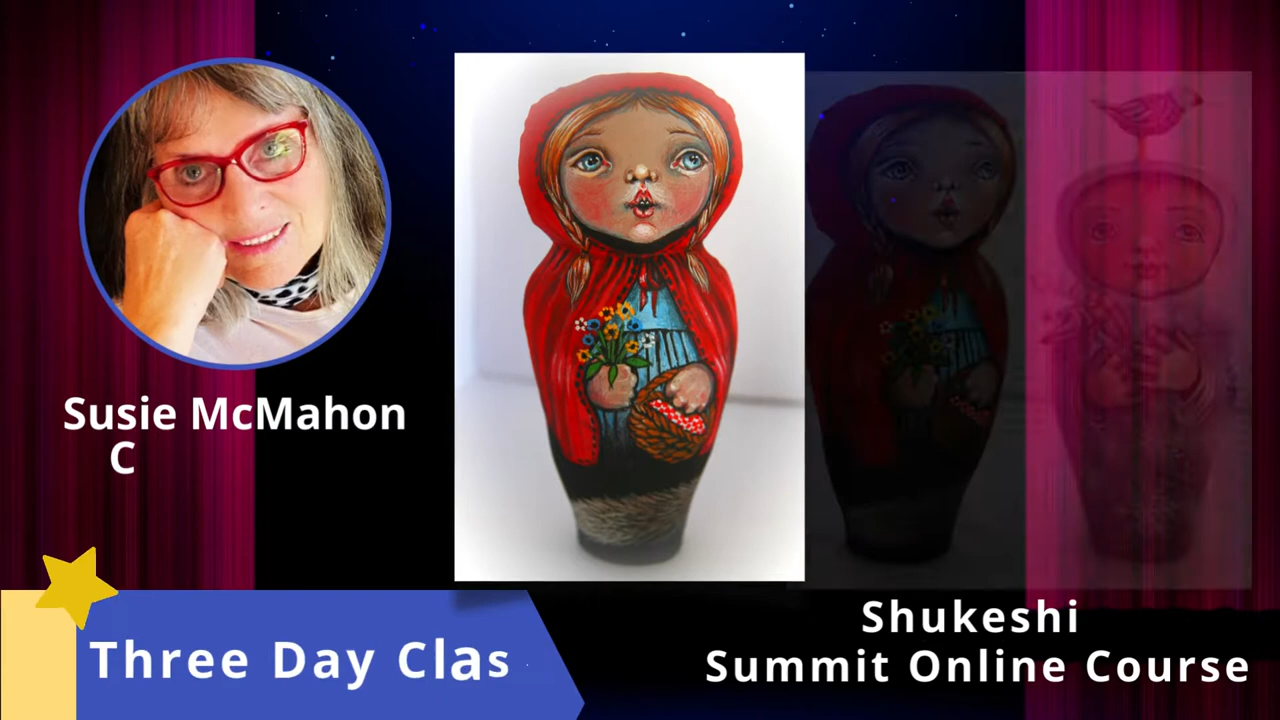 Susie McMahon
C
Three Day Clas
Shukeshi
Summit Online Course